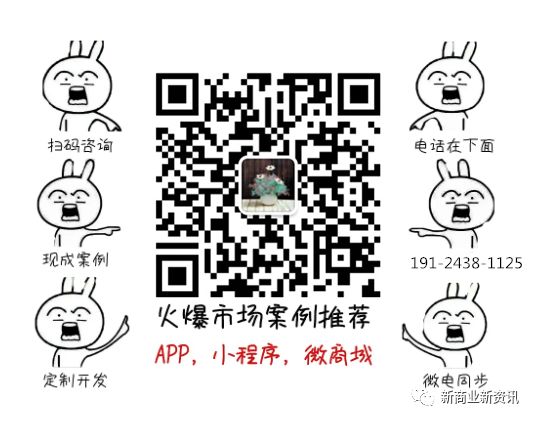 扫码咨询
电话在下面
现成案例
191-2438-1125
火爆市场案例推荐
APP，小程序，微商城
定制开发
微电同步
新商业新资讯